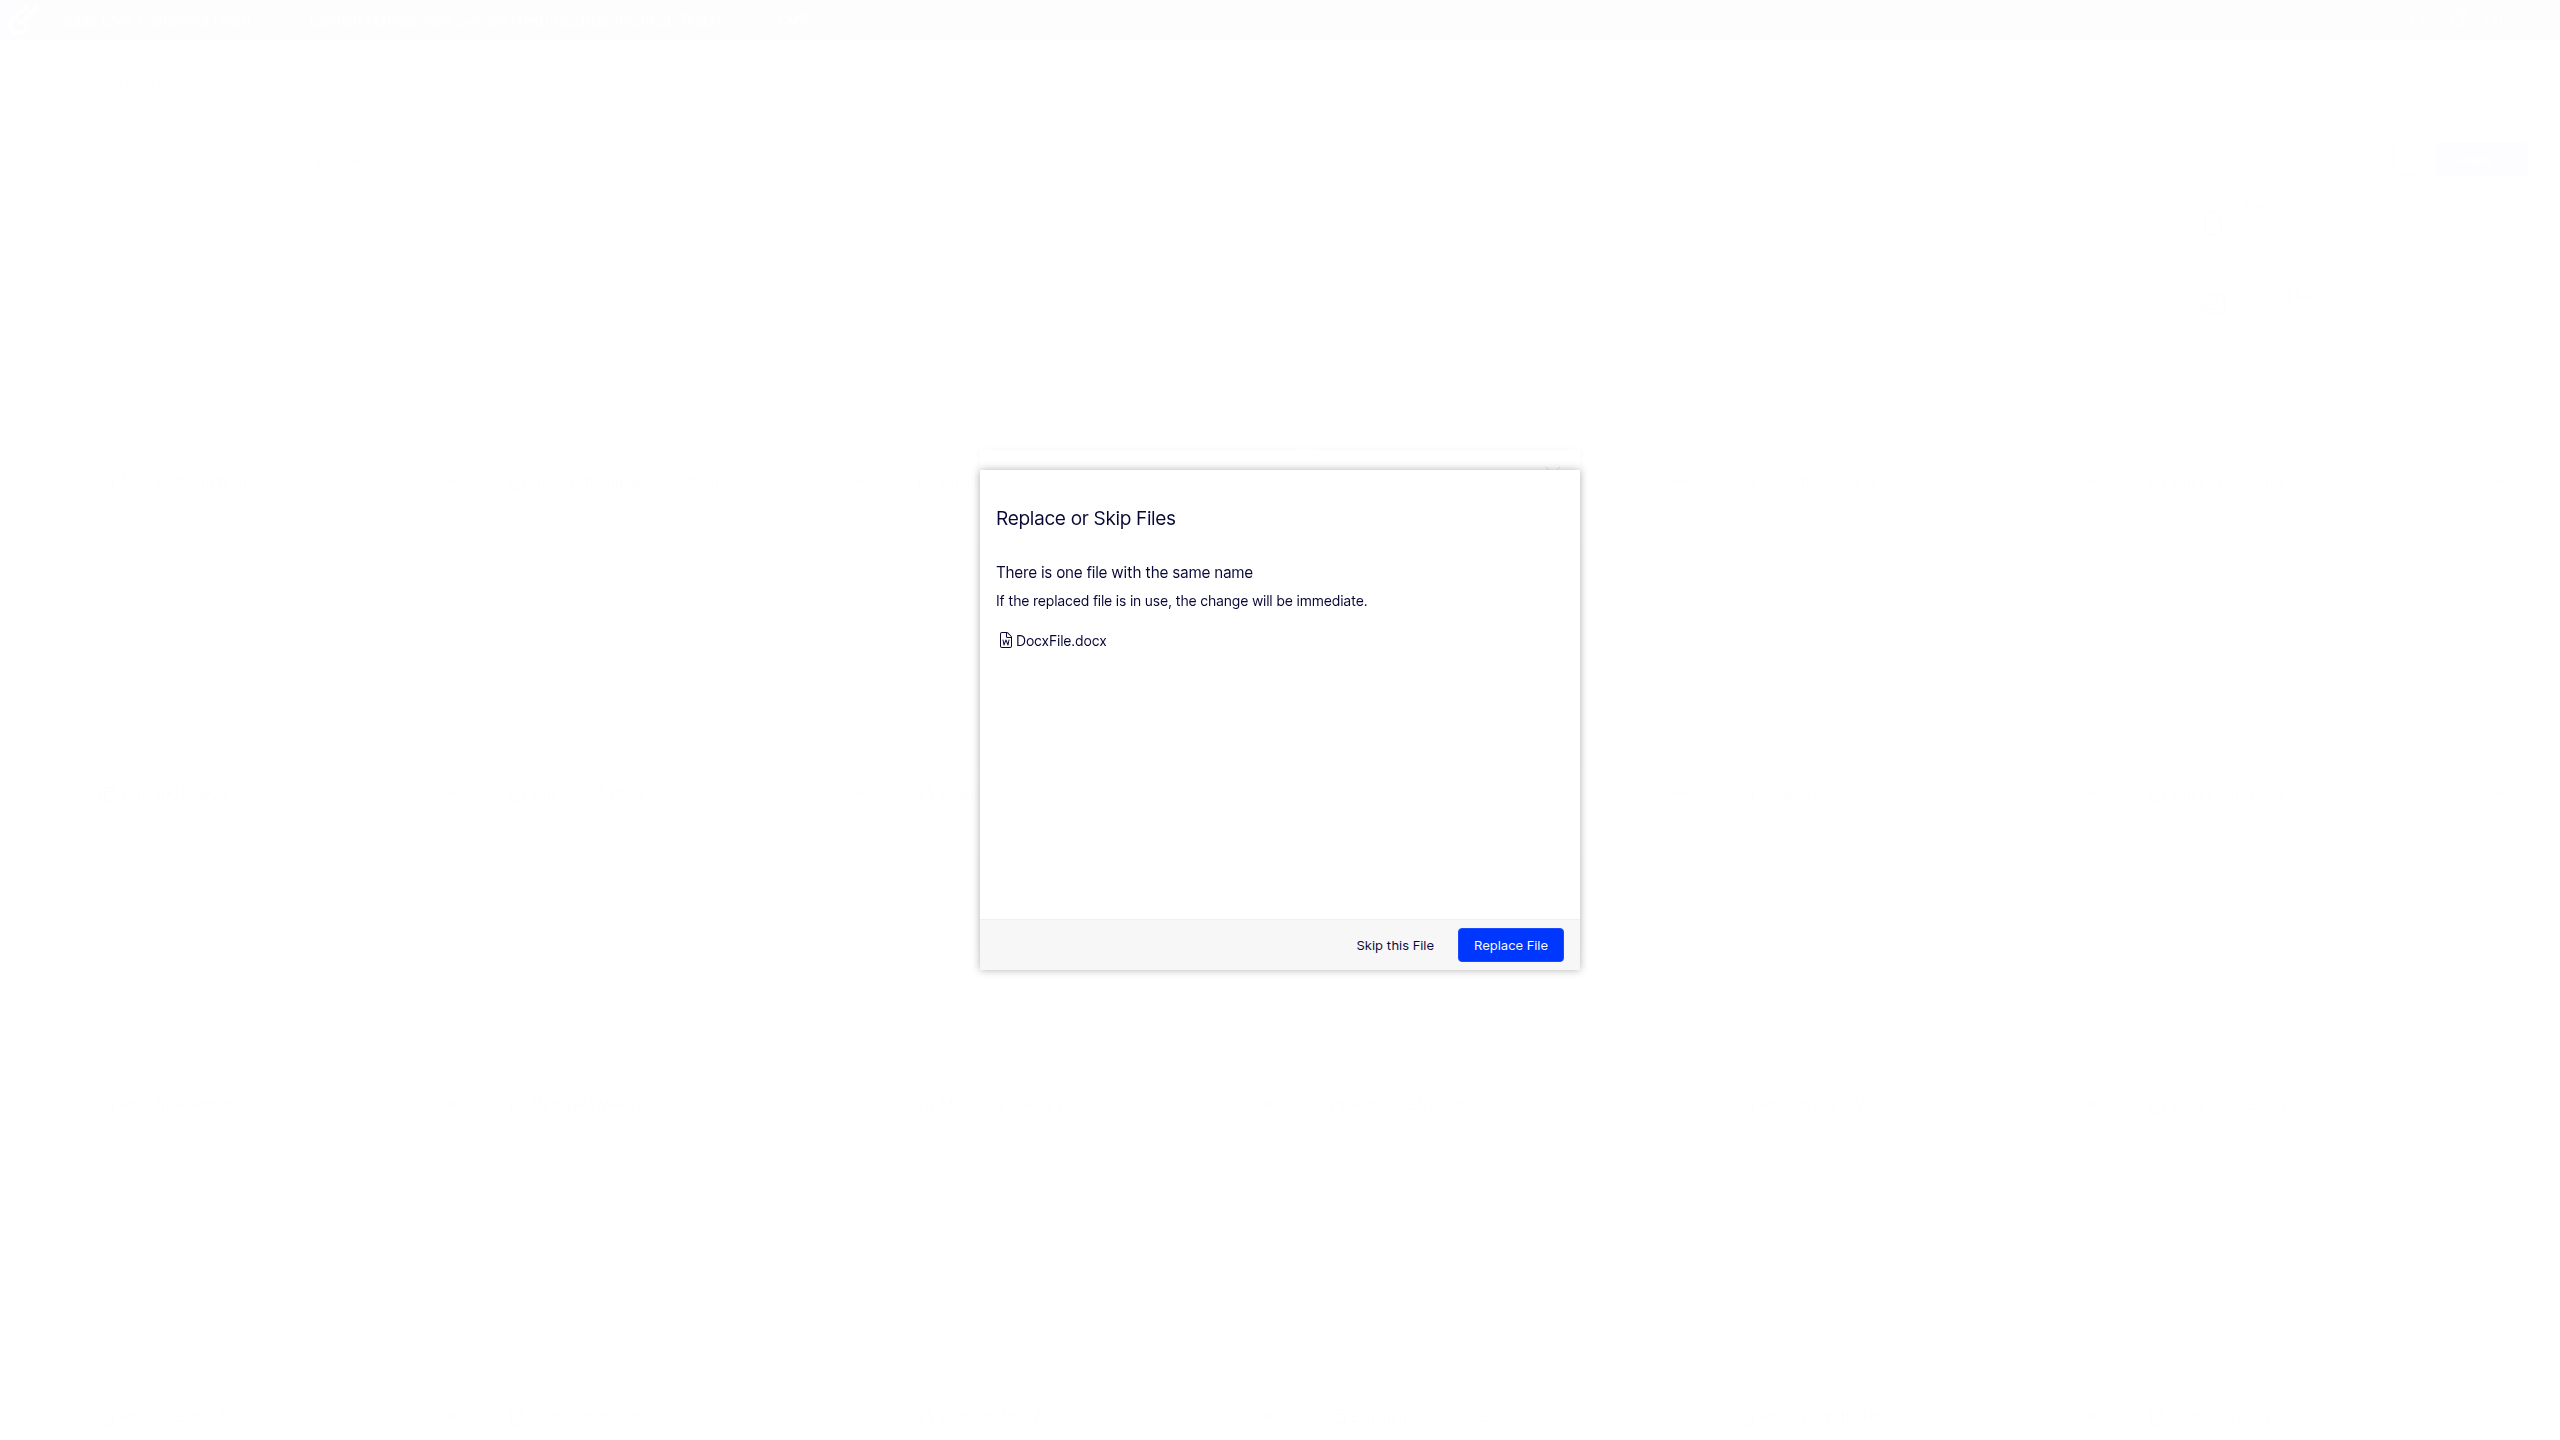 Replace or Skip Files
There is one file with the same name
If the replaced file is in use, the change will be immediate.
DocxFile.docx
Skip this File
Replace File